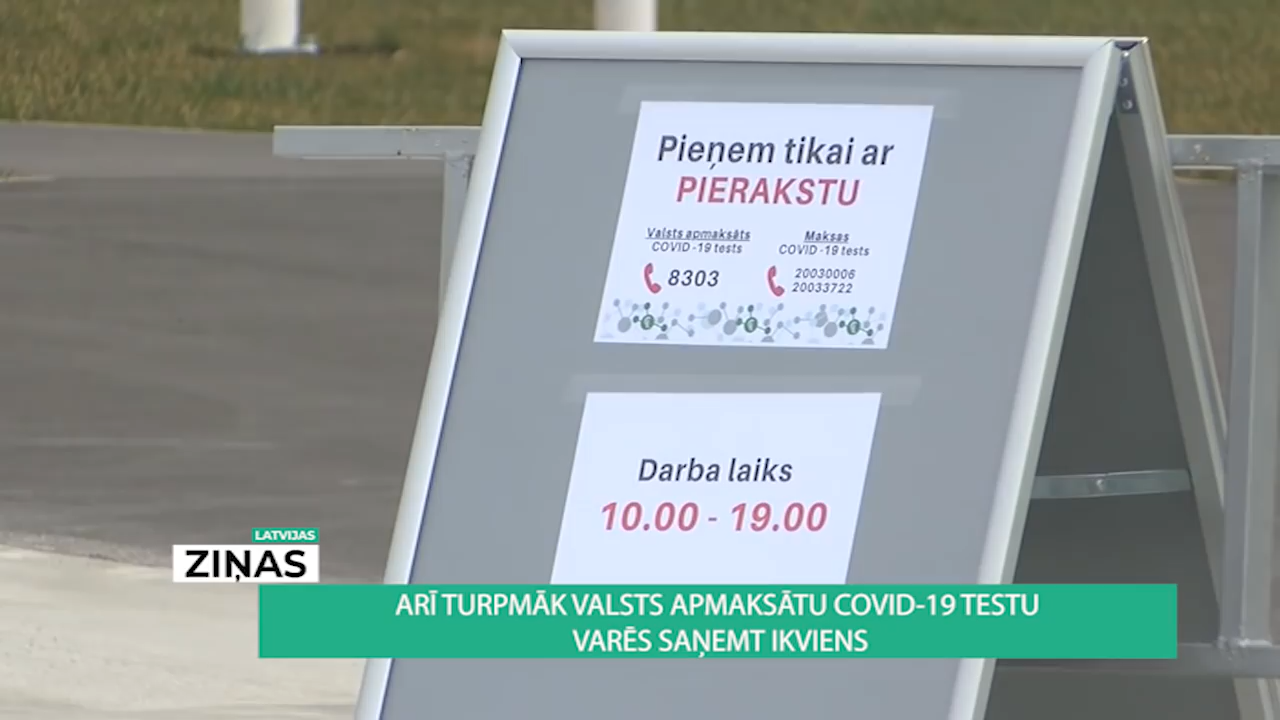 Pieņem tikai ar
PIERAKSTU
Valsts apmaksāts
COVID-19 tests
8303
Maksas
COVID-19 tests
20030006
20033722
Darba laiks
10.00 - 19.00
LATVIJAS
ZIŅAS
ARĪ TURPMĀK VALSTS APMAKSĀTU COVID-19 TESTU
VARĒS SAŅEMT IKVIENS